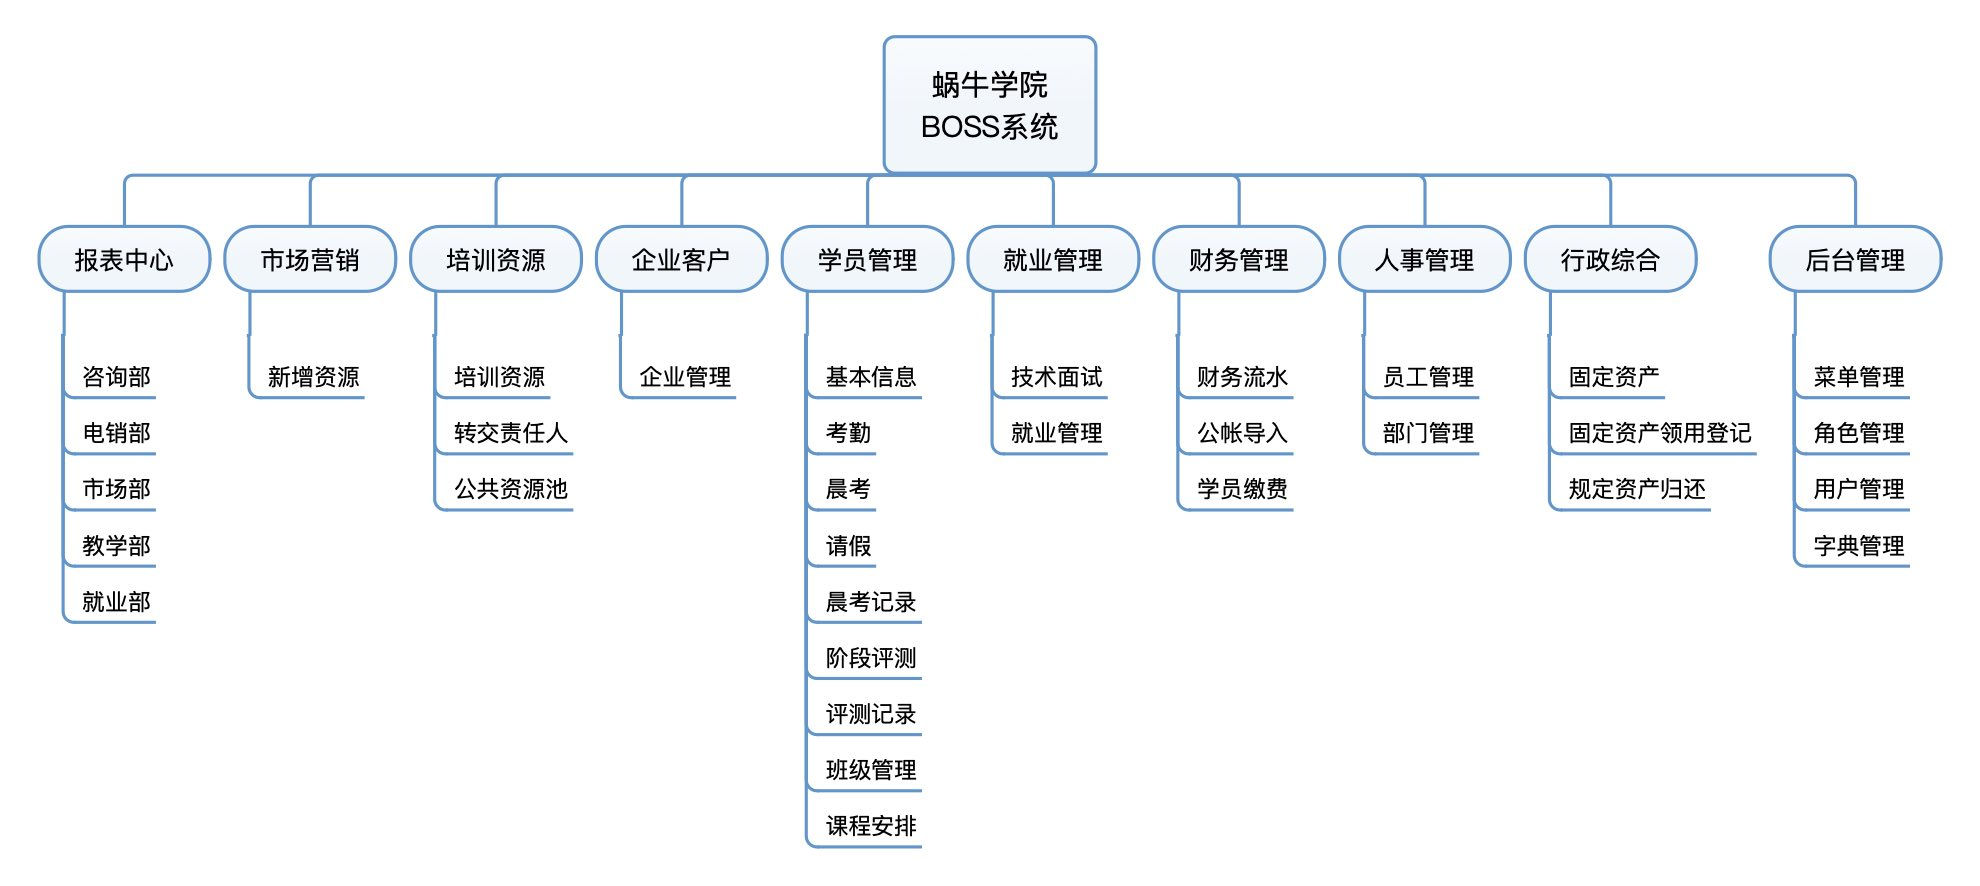 蜗牛学院
BOSS系统
报表中心
咨询部
电销部
市场部
教学部
就业部
市场营销
新增资源
培训资源
培训资源
转交责任人
公共资源池
企业客户
企业管理
学员管理
基本信息
考勤
晨考
请假
晨考记录
阶段评测
评测记录
班级管理
课程安排
就业管理
技术面试
就业管理
财务管理
财务流水
公帐导入
学员缴费
人事管理
员工管理
部门管理
行政综合
固定资产
固定资产领用登记
规定资产归还
后台管理
菜单管理
角色管理
用户管理
字典管理